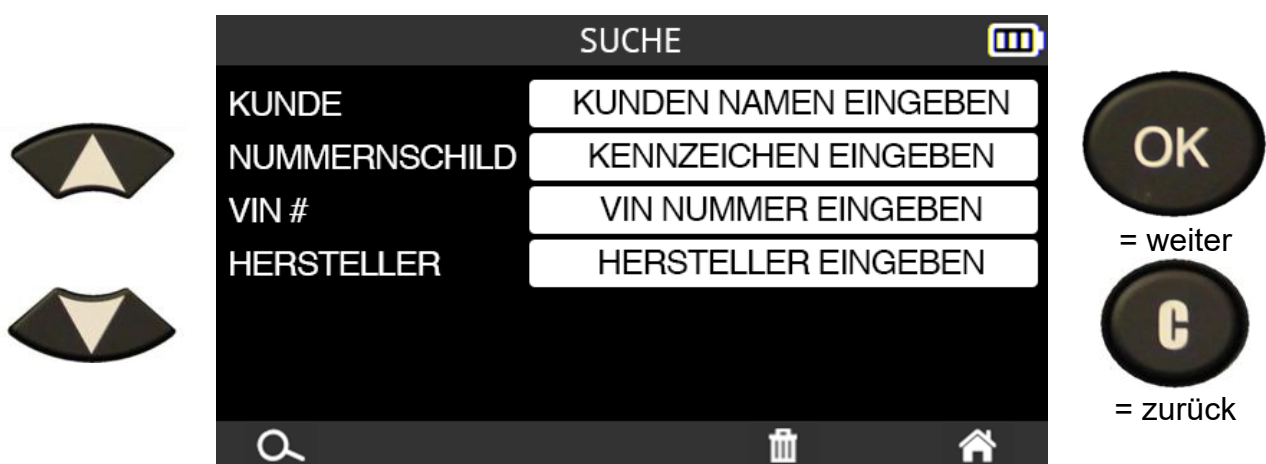 SUCHE
KUNDE KUNDEN NAMEN EINGEBEN
NUMMERNSCHILD KENNZEICHEN EINGEBEN
VIN # VIN NUMMER EINGEBEN
HERSTELLER HERSTELLER EINGEBEN
OK
= weiter
C
= zurück